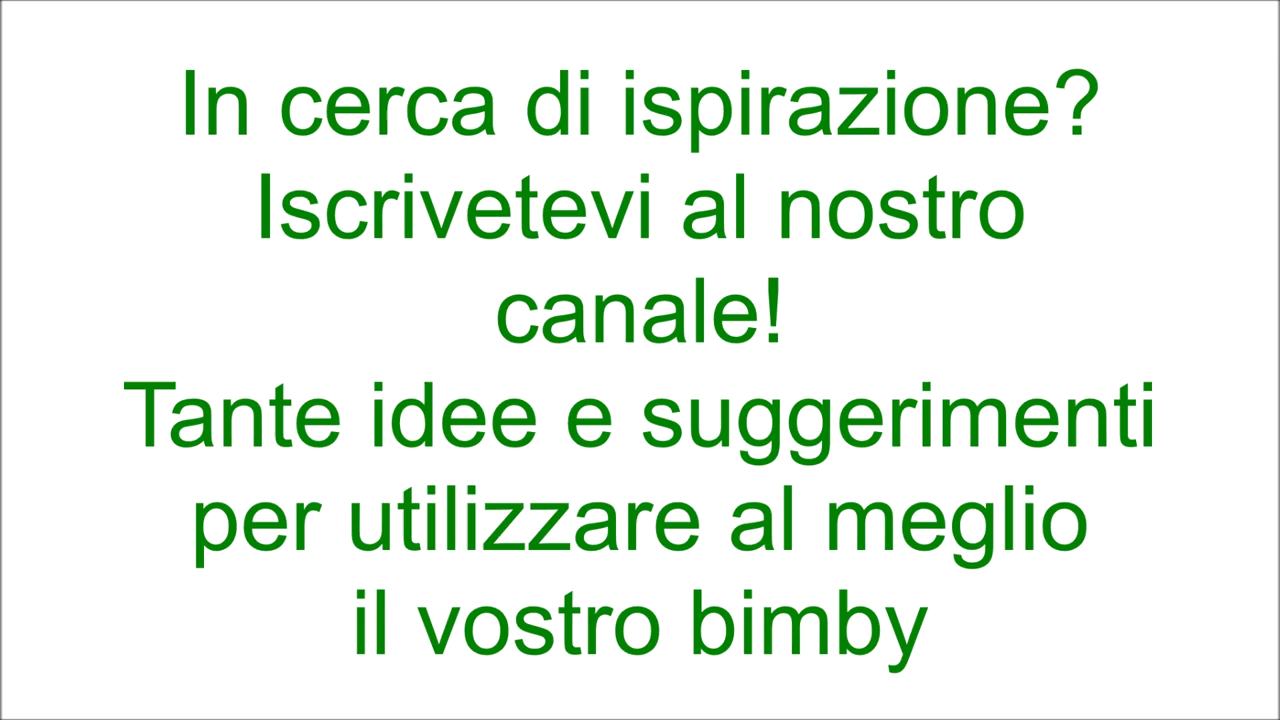 In cerca di ispirazione?
Iscrivetevi al nostro
canale!
Tante idee e suggerimenti
per utilizzare al meglio
il vostro bimby